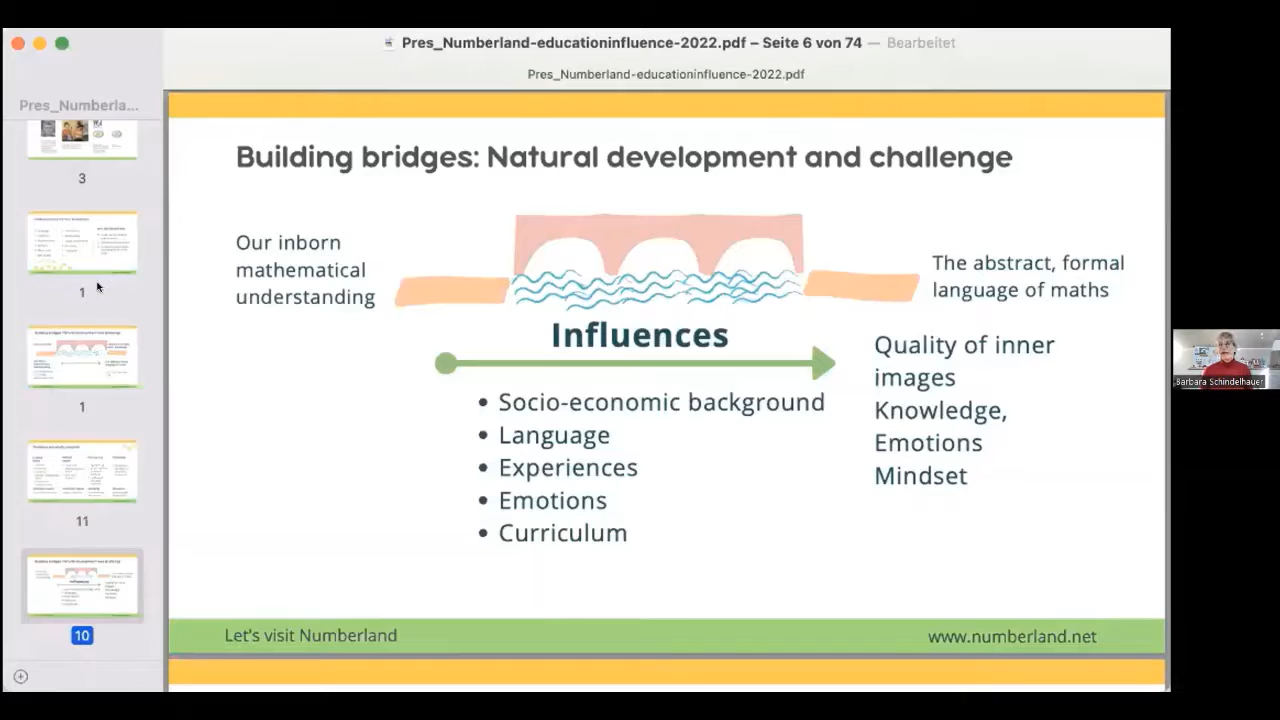 Pres_Numberland-educationinfluence-2022.pdf – Seite 6 von 74 — Bearbeitet
Pres_Numberland-educationinfluence-2022.pdf
Pres_Numberla...
3
1
1
11
10
Building bridges: Natural development and challenge
Our inborn
mathematical
understanding
The abstract, formal
language of maths
Influences
• Socio-economic background
• Language
• Experiences
• Emotions
• Curriculum
Quality of inner
images
Knowledge,
Emotions
Mindset
Let's visit Numberland
www.numberland.net
Barbara Schindelhauer